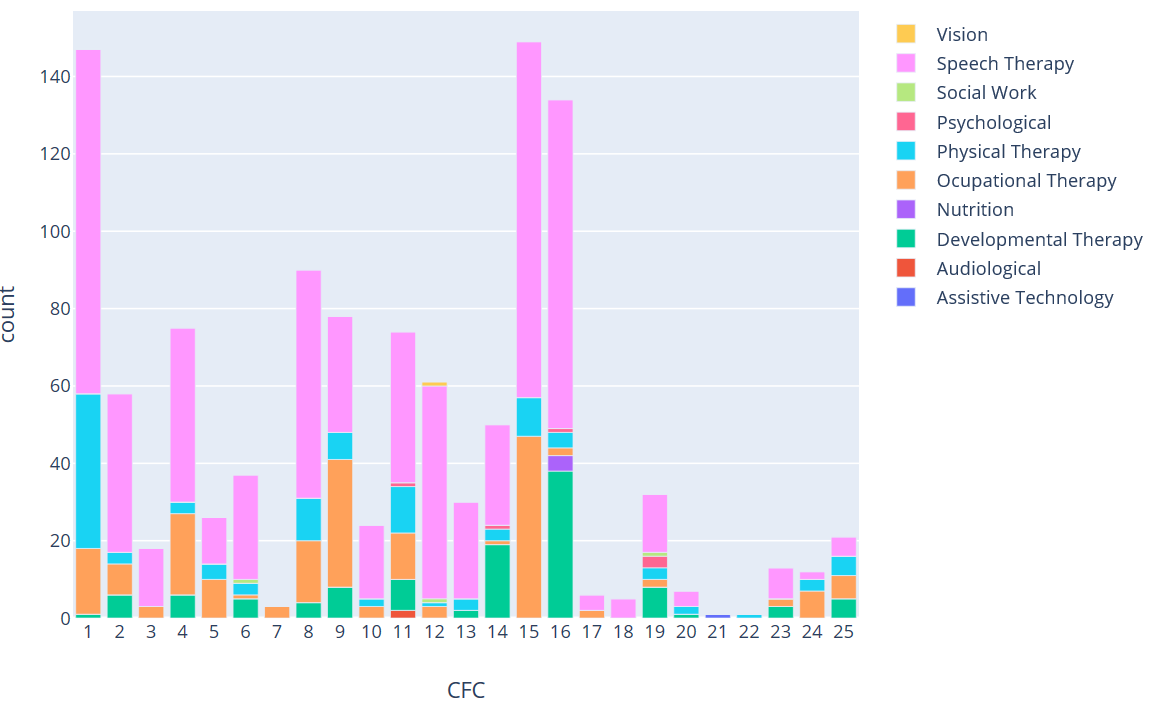 count
140
120
100
80
60
40
20
0
1 2 3 4 5 6 7 8 9 10 11 12 13 14 15 16 17 18 19 20 21 22 23 24 25
CFC
Vision
Speech Therapy
Social Work
Psychological
Physical Therapy
Ocupational Therapy
Nutrition
Developmental Therapy
Audiological
Assistive Technology